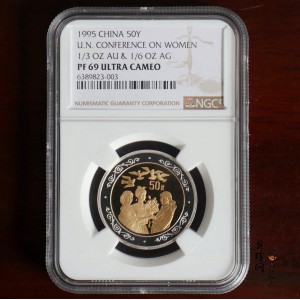 1995 CHINA 50Y
U.N. CONFERENCE ON WOMEN
1/3 OZ AU & 1/6 OZ AG
PF 69 ULTRA CAMEO
6389823-003
NUMISMATIC GUARANTY CORPORATION
NGC
50元